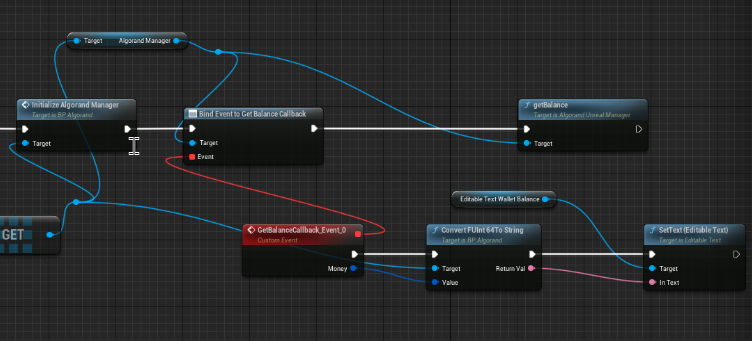 Target Algorand Manager
Initialize Algorand Manager
Target is BP Algorand
Target
Bind Event to Get Balance Callback
Target
Event
getBalance
Target is Algorand Unreal Manager
Target
GET
GetBalanceCallback_Event_0
Custom Event
Money
Convert FUInt 64To String
Target is BP Algorand
Target Return Val
Value
Editable Text Wallet Balance
SetText (Editable Text)
Target is Editable Text
Target
In Text